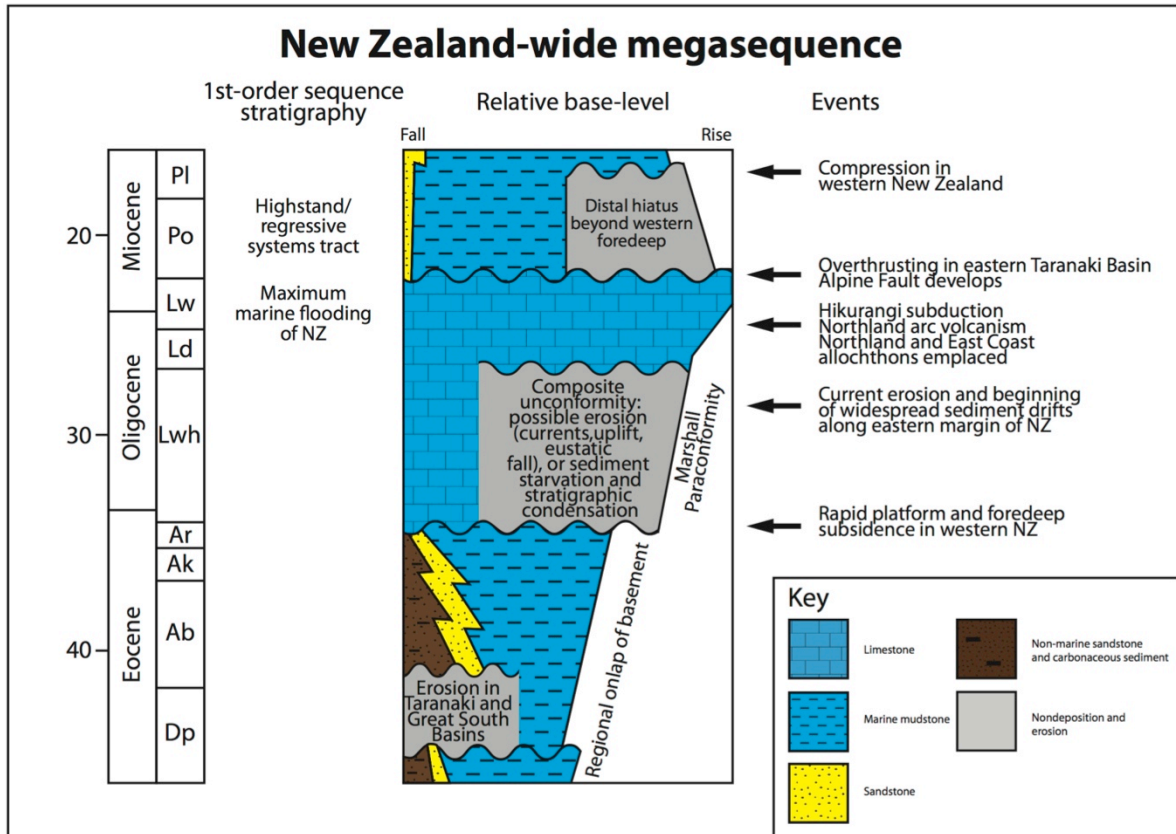 New Zealand-wide megasequence
1st-order sequence
stratigraphy
Relative base-level
Events
Fall
Rise
Miocene
Oligocene
Eocene
20
30
40
Pl
Po
Lw
Ld
Lwh
Ar
Ak
Ab
Dp
Highstand/
regressive
systems tract
Maximum
marine flooding
of NZ
Distal hiatus
beyond western
foredeep
Composite
unconformity:
possible erosion
(currents,uplift,
eustatic
fall), or sediment
starvation and
stratigraphic
condensation
Marshall
Paraconformity
Erosion in
Taranaki and
Great South
Basins
Regional onlap of basement
Compression in
western New Zealand
Overthrusting in eastern Taranaki Basin
Alpine Fault develops
Hikurangi subduction
Northland arc volcanism
Northland and East Coast
allochthons emplaced
Current erosion and beginning
of widespread sediment drifts
along eastern margin of NZ
Rapid platform and foredeep
subsidence in western NZ
Key
Limestone
Marine mudstone
Sandstone
Non-marine sandstone
and carbonaceous sediment
Nondeposition and
erosion